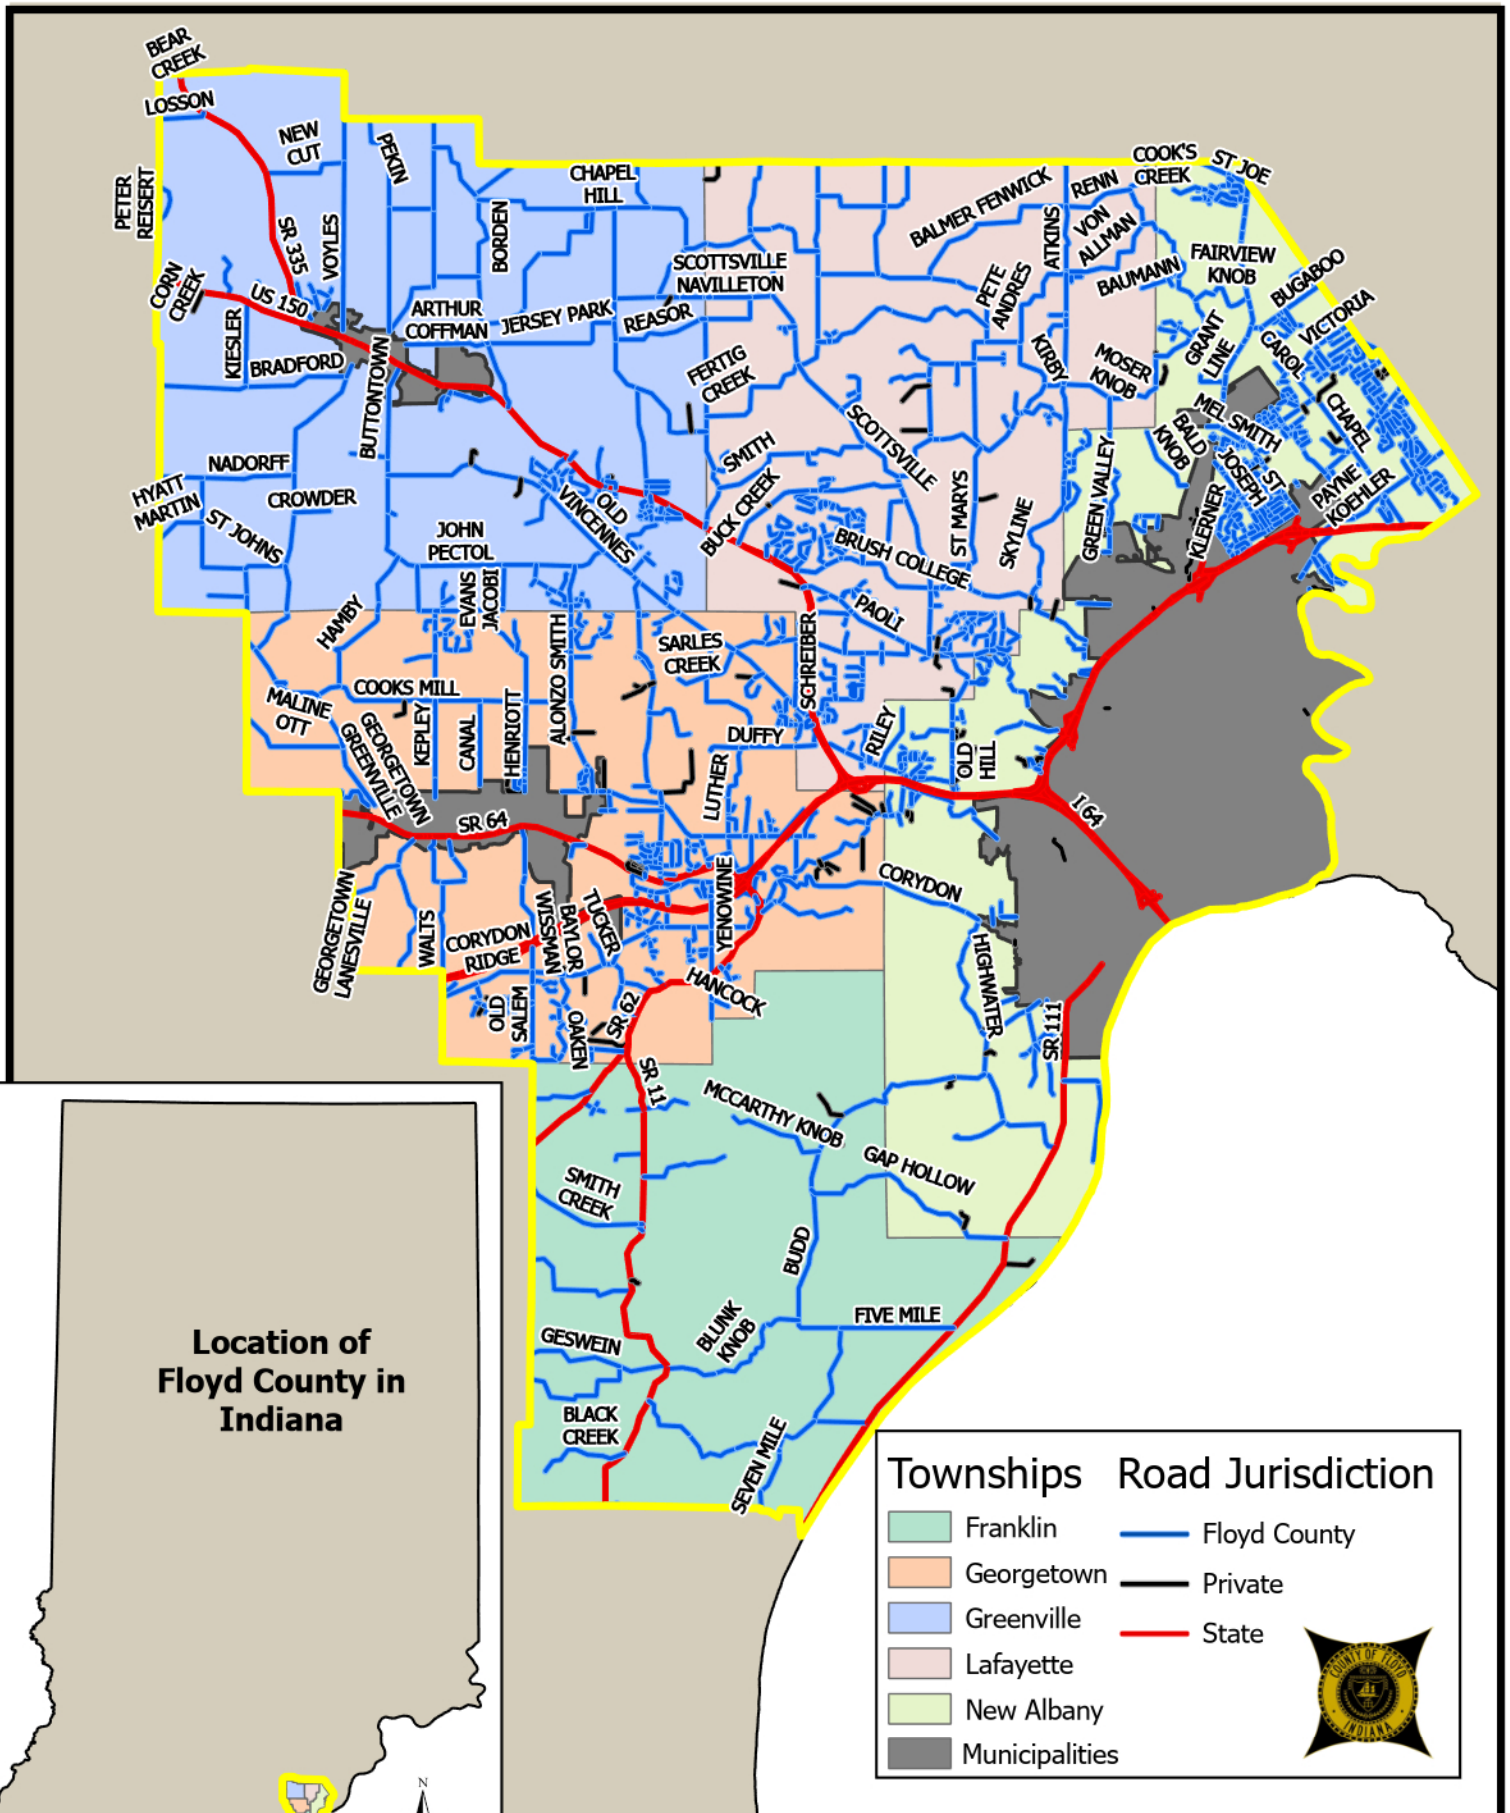 BEAR
CREEK
LOSSON
NEW
CUT
PEKIN
PETER
REISERT
SR 335
VOYLES
BORDEN
CHAPEL
HILL
CORN
CREEK
US 150
KIESLER
BRADFORD
BUTTONTOWN
ARTHUR
COFFMAN
JERSEY PARK
REASOR
SCOTTSVILLE
NAVILLETON
BALMER FENWICK
RENN
COOK'S
CREEK
ST JOE
ATKINS
VON
ALLMAN
BAUMANN
FAIRVIEW
KNOB
BUGABOO
VICTORIA
PETE
ANDRES
KIRBY
MOSER
KNOB
GRANT
LINE
CAROL
CHAPEL
FERTIG
CREEK
SMITH
SCOTTSVILLE
BUCK CREEK
MEL SMITH
BALD
KNOB
ST
JOSEPH
PAYNE
KOEHLER
KLERNER
GREEN VALLEY
ST MARYS
SKYLINE
BRUSH COLLEGE
PAOLI
NADORFF
HYATT
MARTIN
CROWDER
ST JOHNS
OLD
VINCENNES
JOHN
PECTOL
EVANS
JACOBI
HAMBY
ALONZO SMITH
SARLES
CREEK
SCHREIBER
COOKS MILL
MALINE
OTT
GEORGETOWN
GREENVILLE
KEPLEY
CANAL
HENRIOTT
DUFFY
LUTHER
RILEY
OLD
HILL
I 64
SR 64
GEORGETOWN
LANESVILLE
WALTS
CORYDON
RIDGE
WISSMAN
BAYLOR
TUCKER
YENOWINE
CORYDON
HIGHWATER
HANCOCK
OLD
SALEM
OAKEN
SR 62
SR 11
SR 111
MCCARTHY KNOB
GAP HOLLOW
SMITH
CREEK
BUDD
FIVE MILE
BLUNK
KNOB
GESWEIN
BLACK
CREEK
SEVEN MILE
Location of
Floyd County in
Indiana
N
Townships
Franklin
Georgetown
Greenville
Lafayette
New Albany
Municipalities
Road Jurisdiction
Floyd County
Private
State
COUNTY OF FLOYD
INDIANA